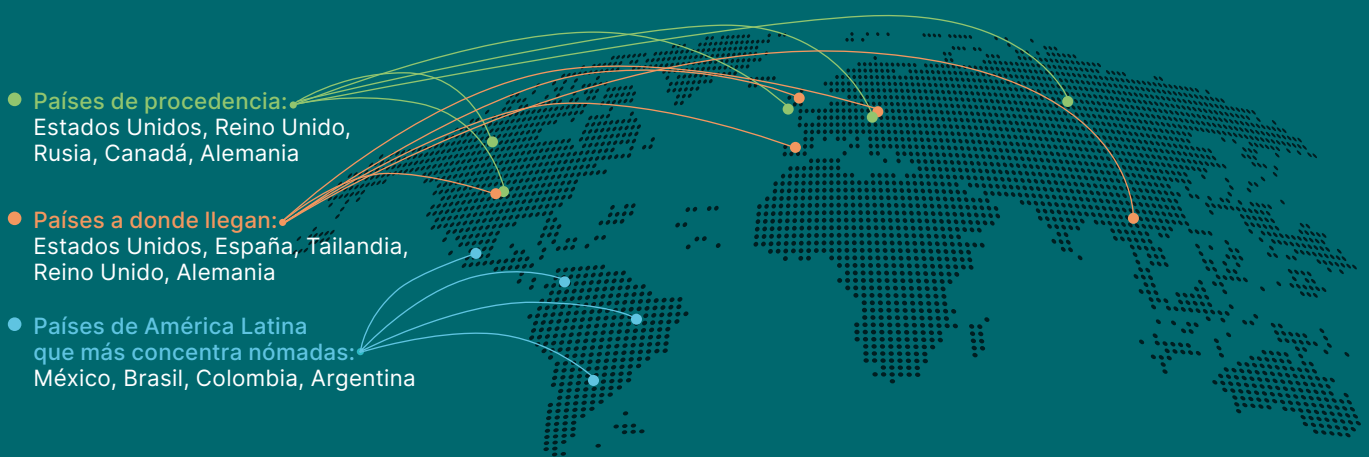 Países de procedencia:
Estados Unidos, Reino Unido,
Rusia, Canadá, Alemania
Países a donde llegan:
Estados Unidos, España, Tailandia,
Reino Unido, Alemania
Países de América Latina
que más concentra nómadas:
México, Brasil, Colombia, Argentina